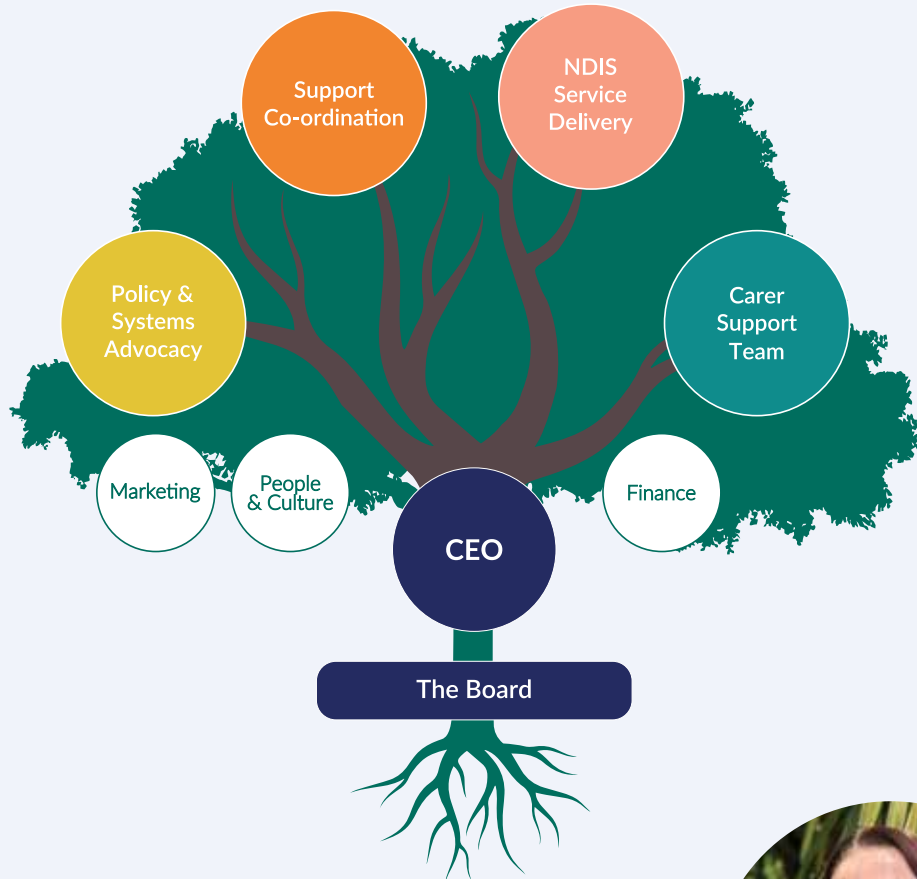 Support
Co-ordination
NDIS
Service
Delivery
Policy &
Systems
Advocacy
Carer
Support
Team
Marketing
People
& Culture
Finance
CEO
The Board